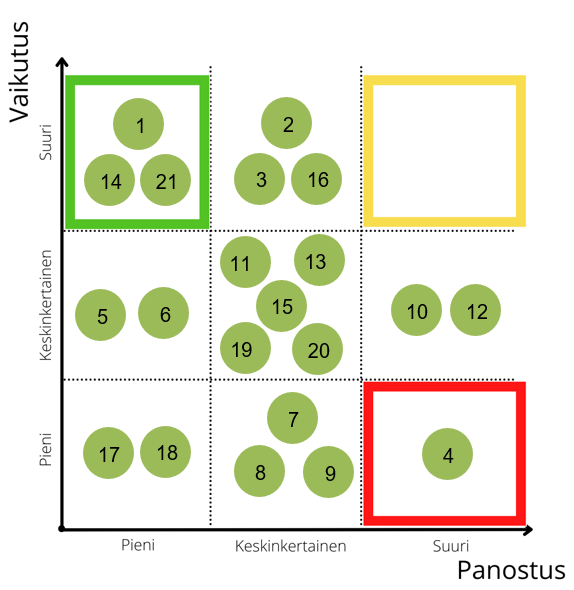 Vaikutus
Suuri
1
2
14
21
3
16
Keskinkertainen
11
13
5
6
15
10
12
19
20
Pieni
7
17
18
8
9
4
Pieni
Keskinkertainen
Suuri
Panostus